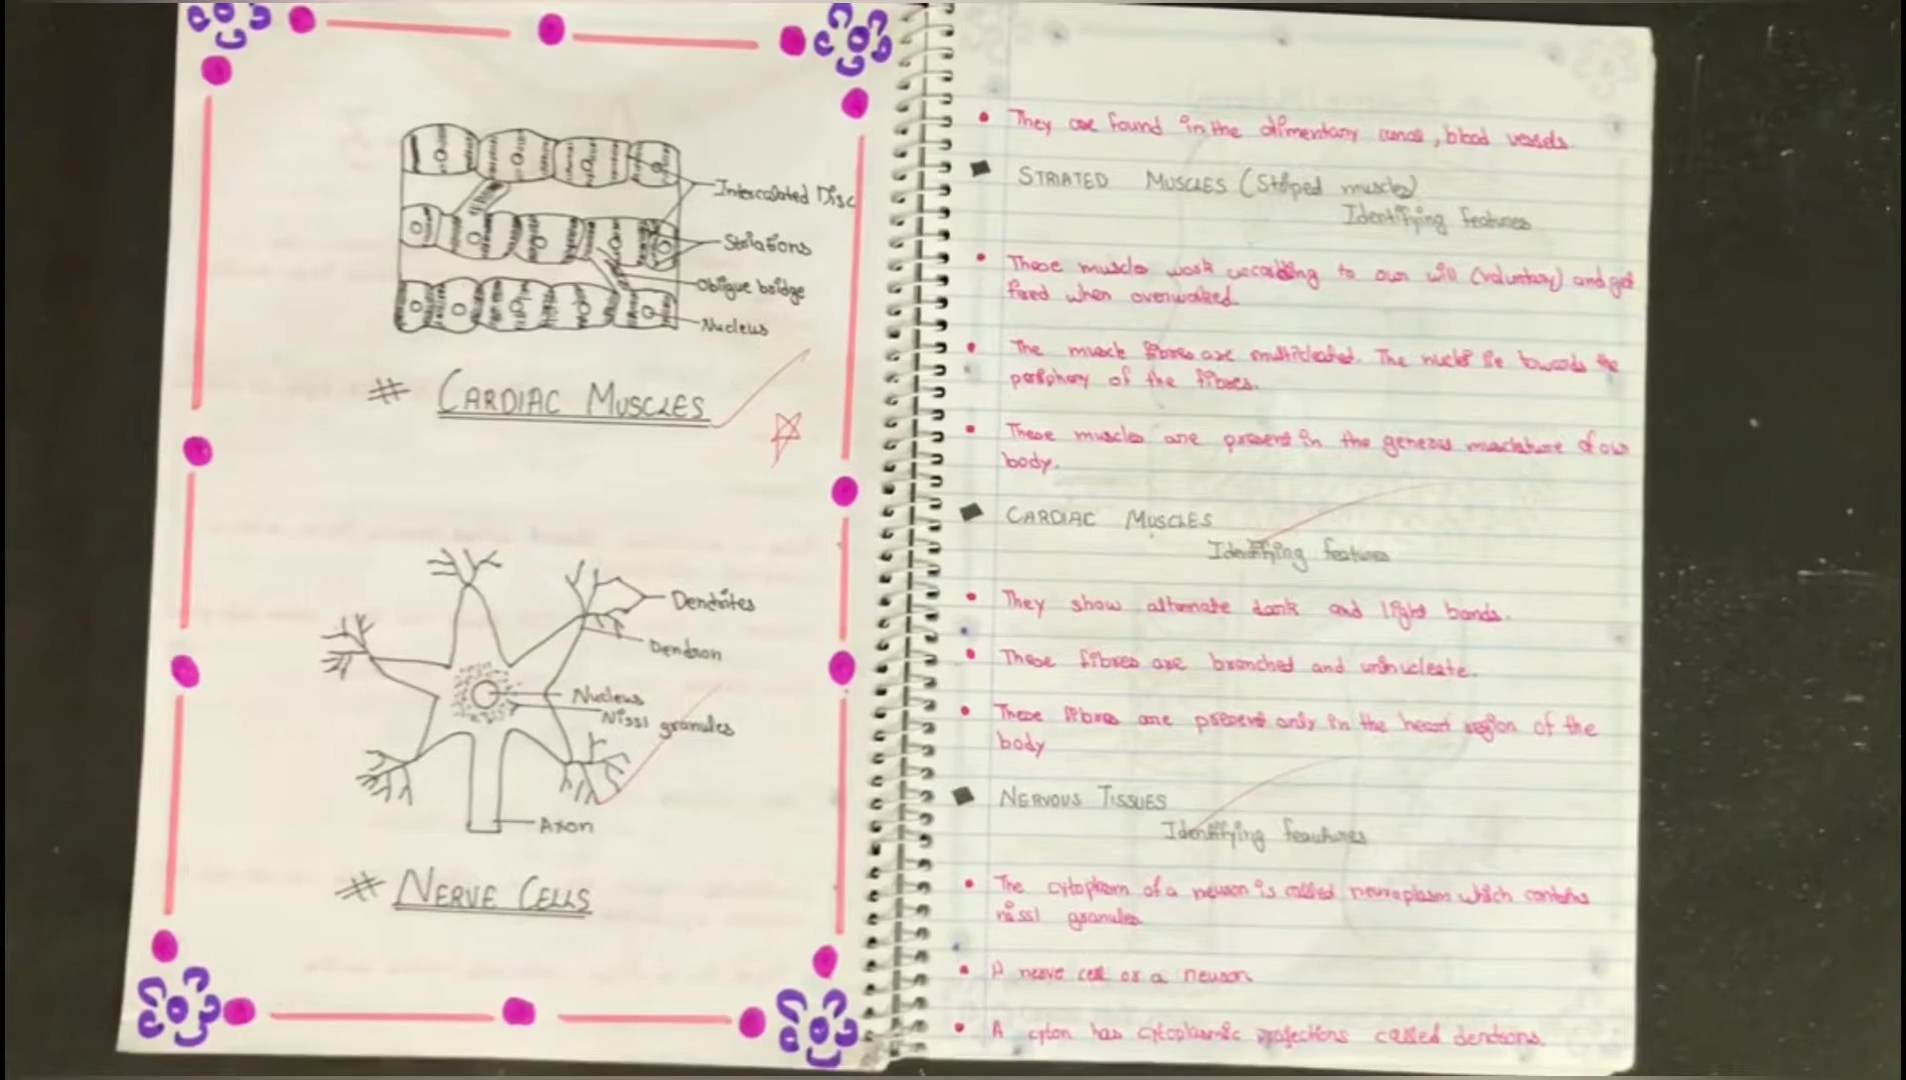 Intercalated Disc
Striations
Oblique bridge
Nucleus
# CARDIAC MUSCLES
Dendrites
Dendron
Nucleus
Nissl granules
Axon
# NERVE CELLS
They are found in the alimentary canal, blood vessels.
STRIATED MUSCLES (Striped muscles)
Identifying features
These muscles work according to our will (voluntary) and get
tired when overworked.
The muscle fibres are The nuclei lie towards the
periphery of the fibres.
These muscles are present in the of our
body.
CARDIAC MUSCLES
Identifying features
They show alternate dark and light bands.
These fibres are branched and uninucleate.
These fibres are present only in the heart region of the
body
NERVOUS TISSUES
Identifying
The of a neuron is called neuroplasm which contains
nissl granules
A nerve cell or a neuron
A cyton has cytoplasmic projections called dendrons.